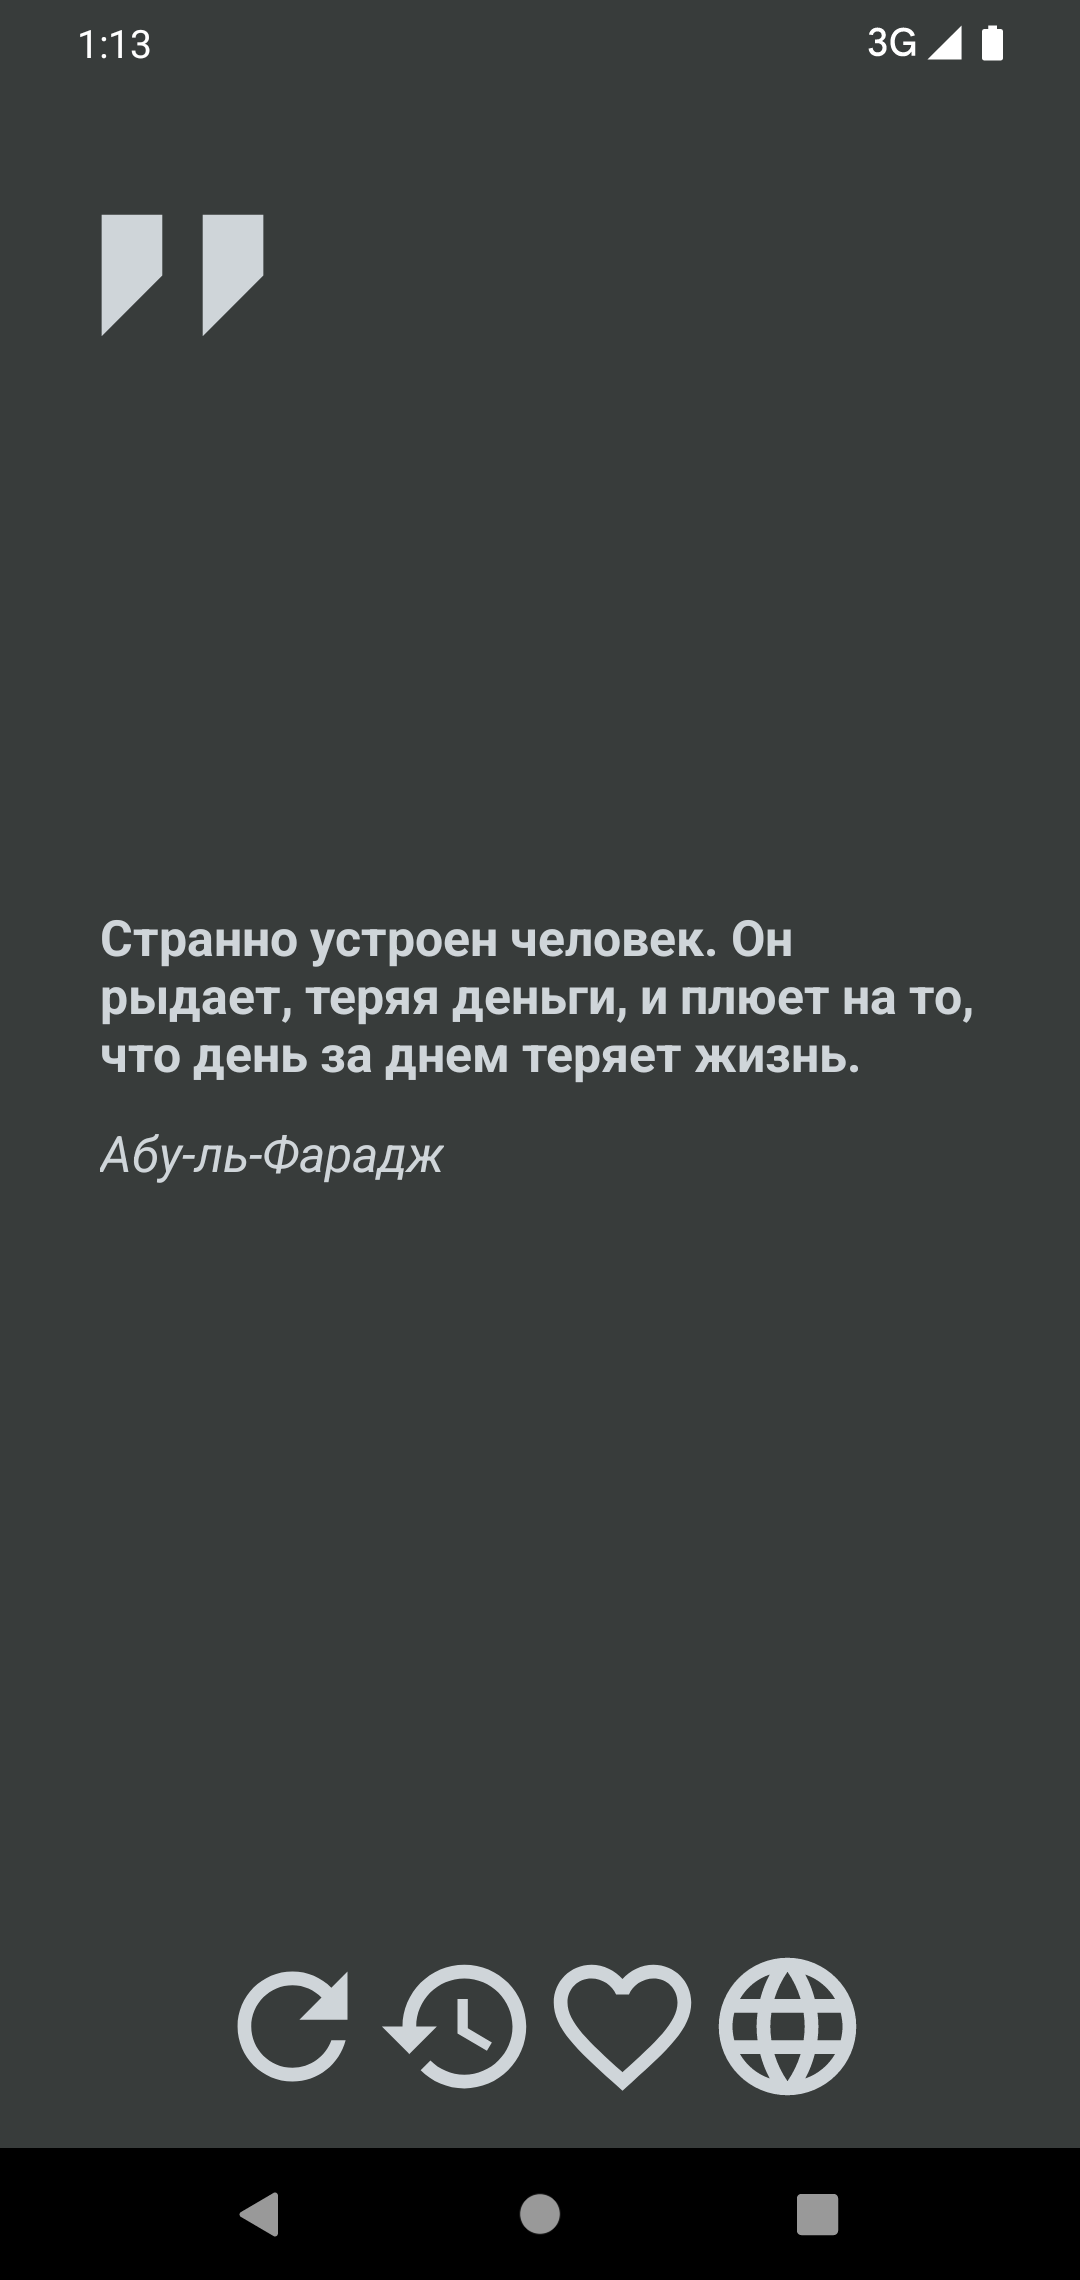 1:13
3G
Странно устроен человек. Он
рыдает, теряя деньги, и плюет на то,
что день за днем теряет жизнь.
Абу-ль-Фарадж